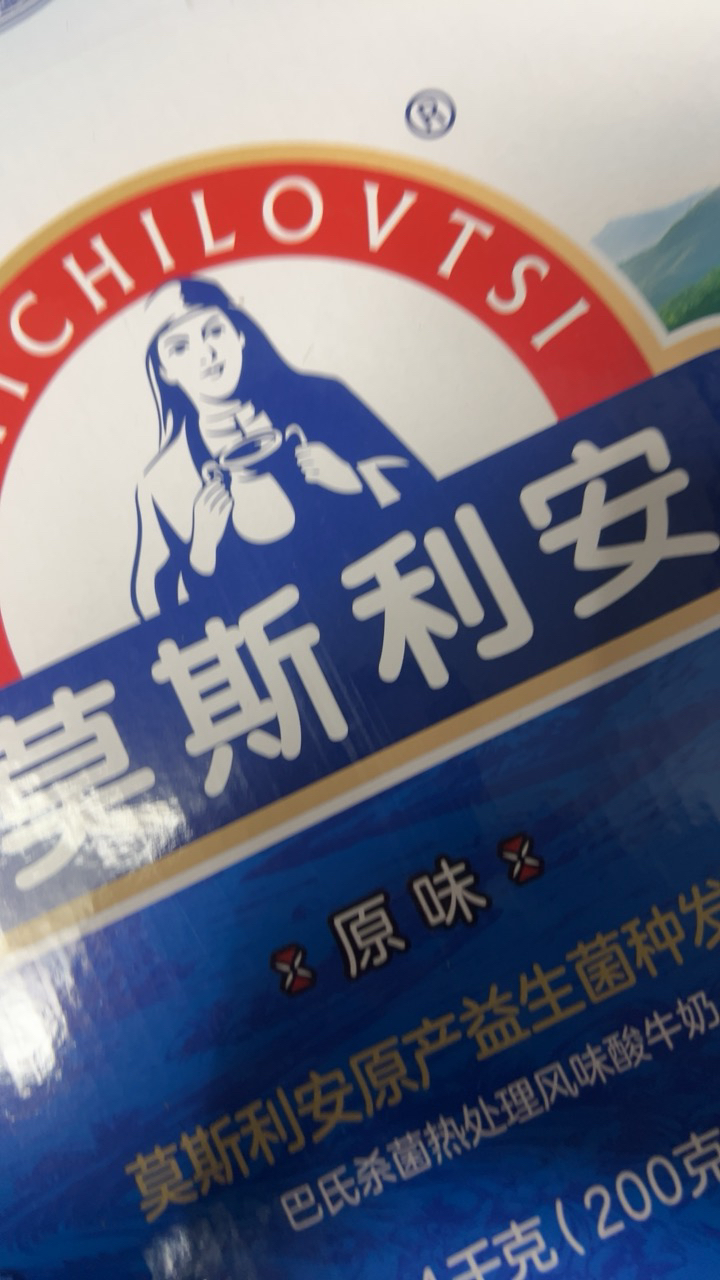 ®
ICHILOVTSI
莫斯利安
原味
莫斯利安原产益生菌种发
巴氏杀菌热处理风味酸牛奶
千克(200克